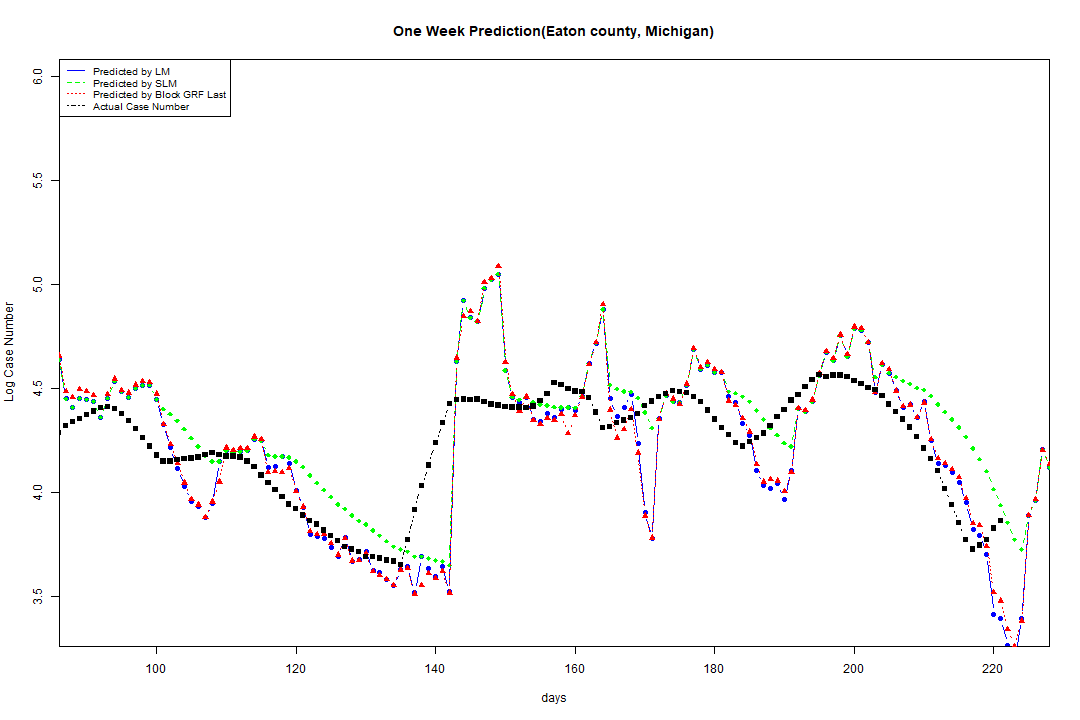 One Week Prediction(Eaton county, Michigan)
Predicted by LM
Predicted by SLM
Predicted by Block GRF Last
Actual Case Number
6.0
5.5
5.0
4.5
4.0
3.5
Log Case Number
100 120 140 160 180 200 220
days